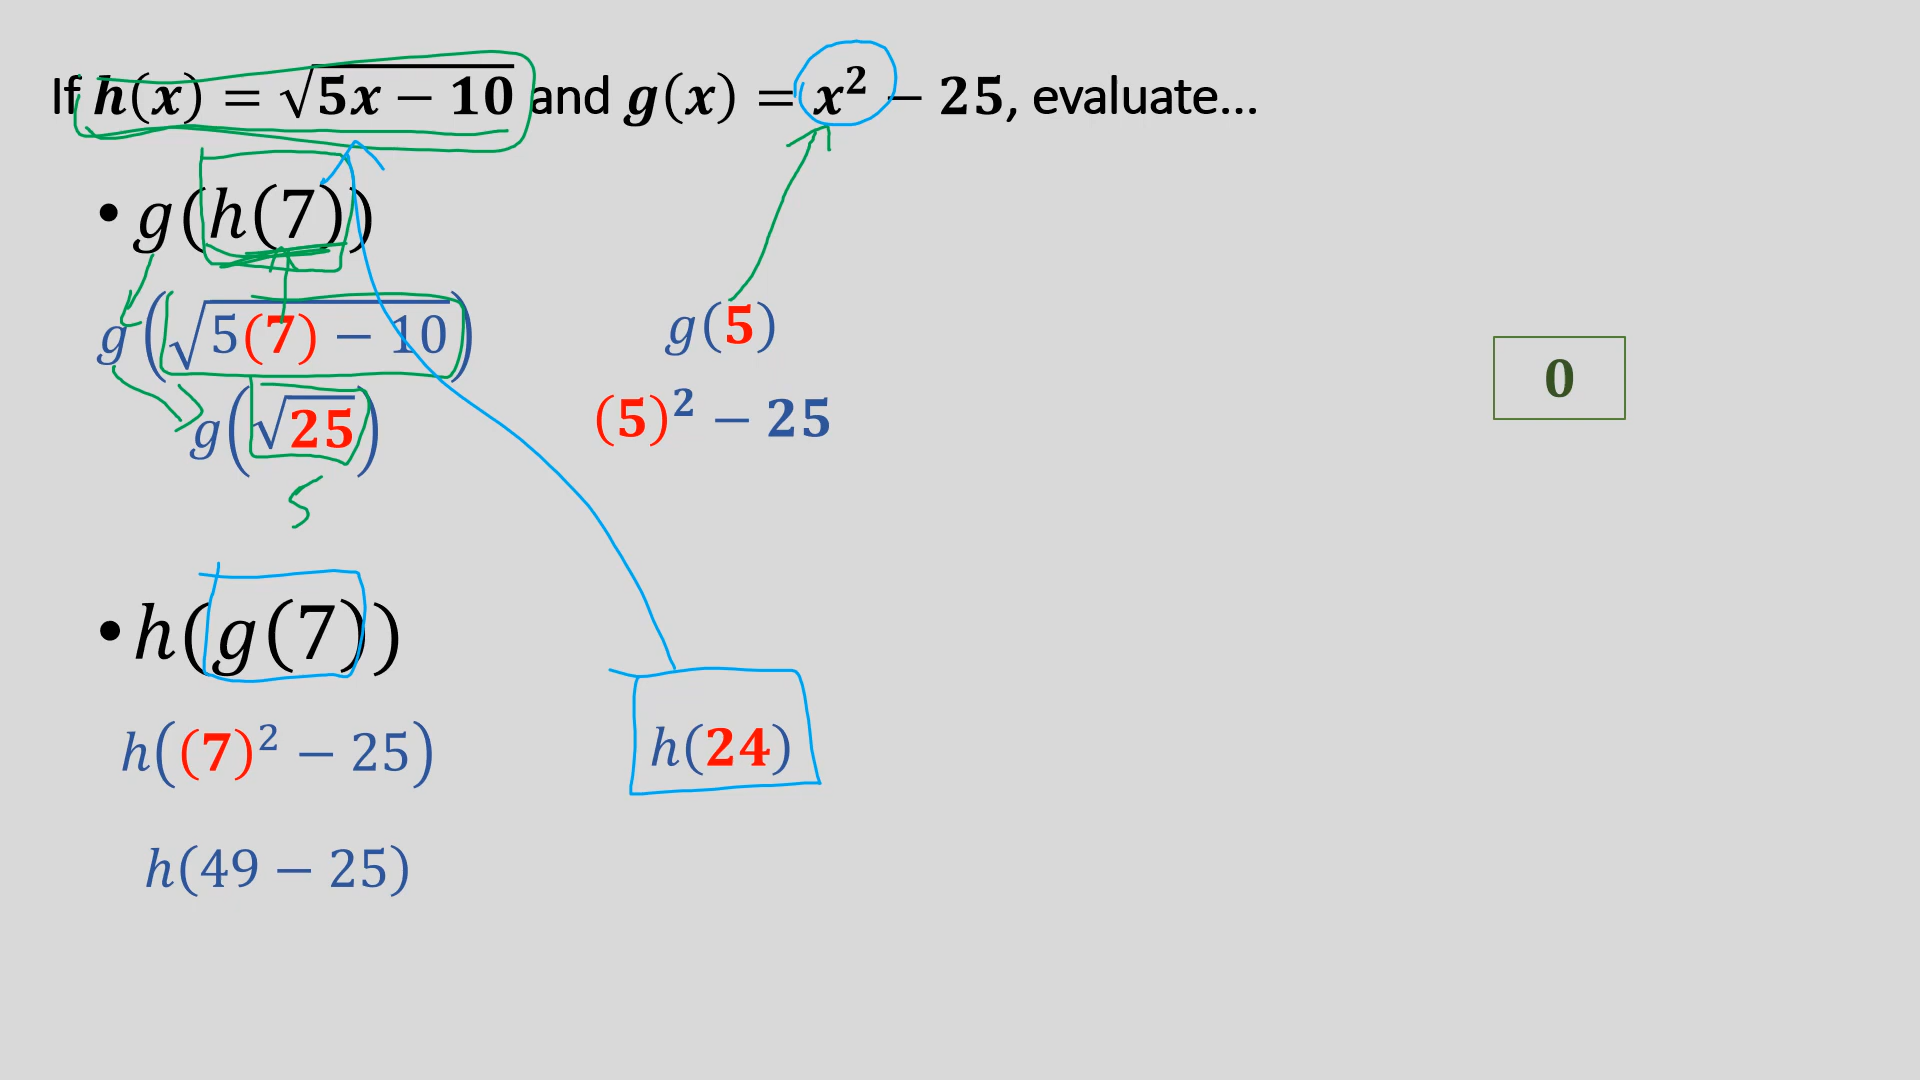 If h(x) = √5x − 10 and g(x) = x² − 25, evaluate...
• g(h(7))
g(√5(7) − 10)
g(√25)
5
g(5)
(5)² − 25
0
• h(g(7))
h((7)² − 25)
h(49 − 25)
h(24)